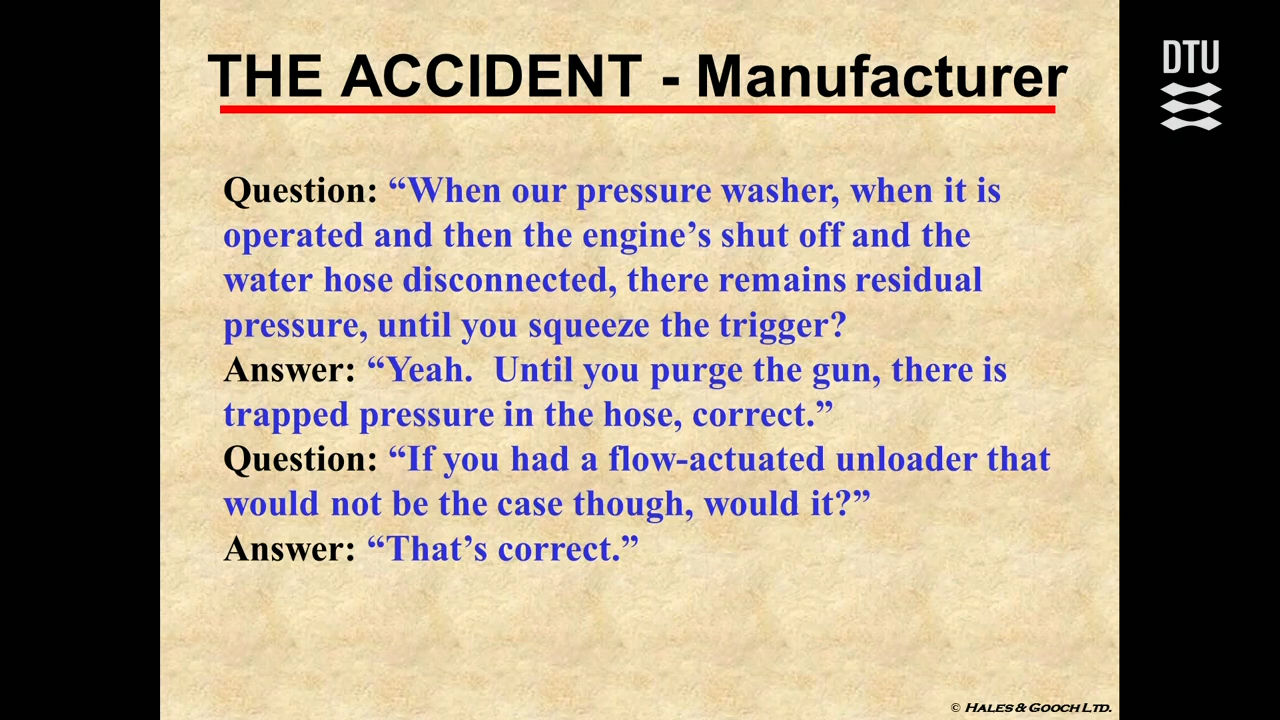 THE ACCIDENT - Manufacturer
DTU
Question: “When our pressure washer, when it is
operated and then the engine’s shut off and the
water hose disconnected, there remains residual
pressure, until you squeeze the trigger?
Answer: “Yeah.  Until you purge the gun, there is
trapped pressure in the hose, correct.”
Question: “If you had a flow-actuated unloader that
would not be the case though, would it?”
Answer: “That’s correct.”
© HALES & GOOCH LTD.